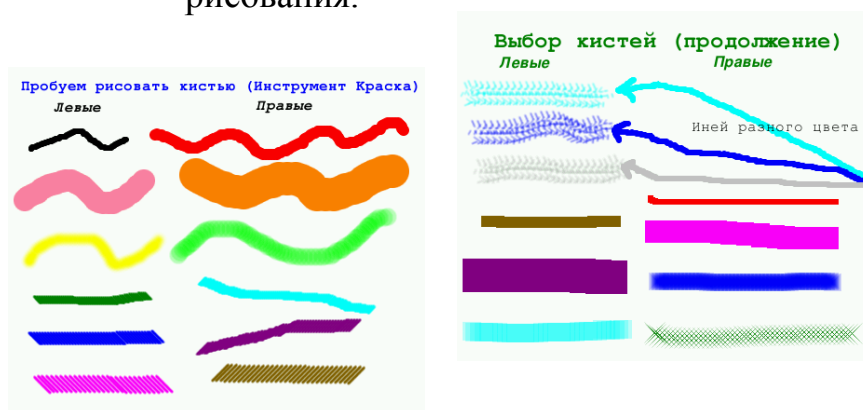 рисования.
Пробуем рисовать кистью (Инструмент Краска)
Левые Правые
Выбор кистей (продолжение)
Левые Правые
Иней разного цвета